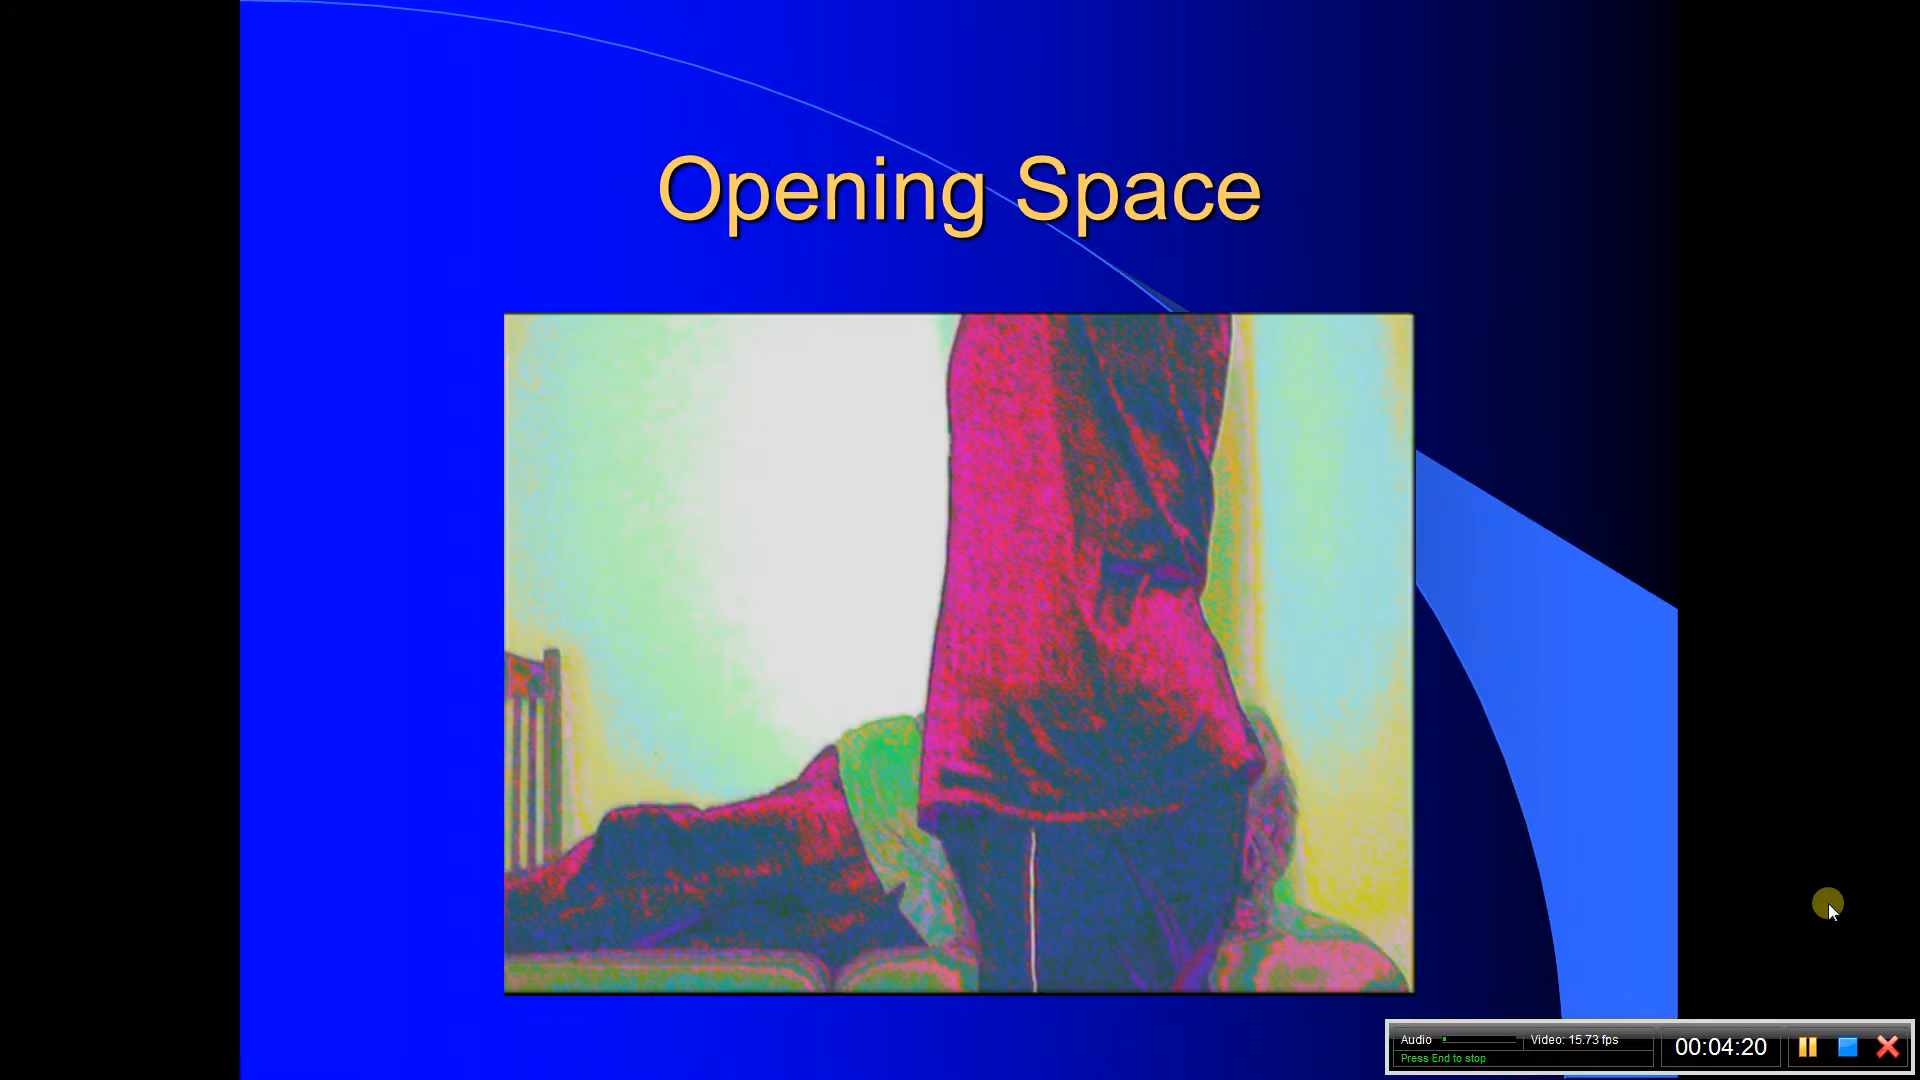 Opening Space
Audio
Video: 15.73 fps
Press End to stop
00:04:20